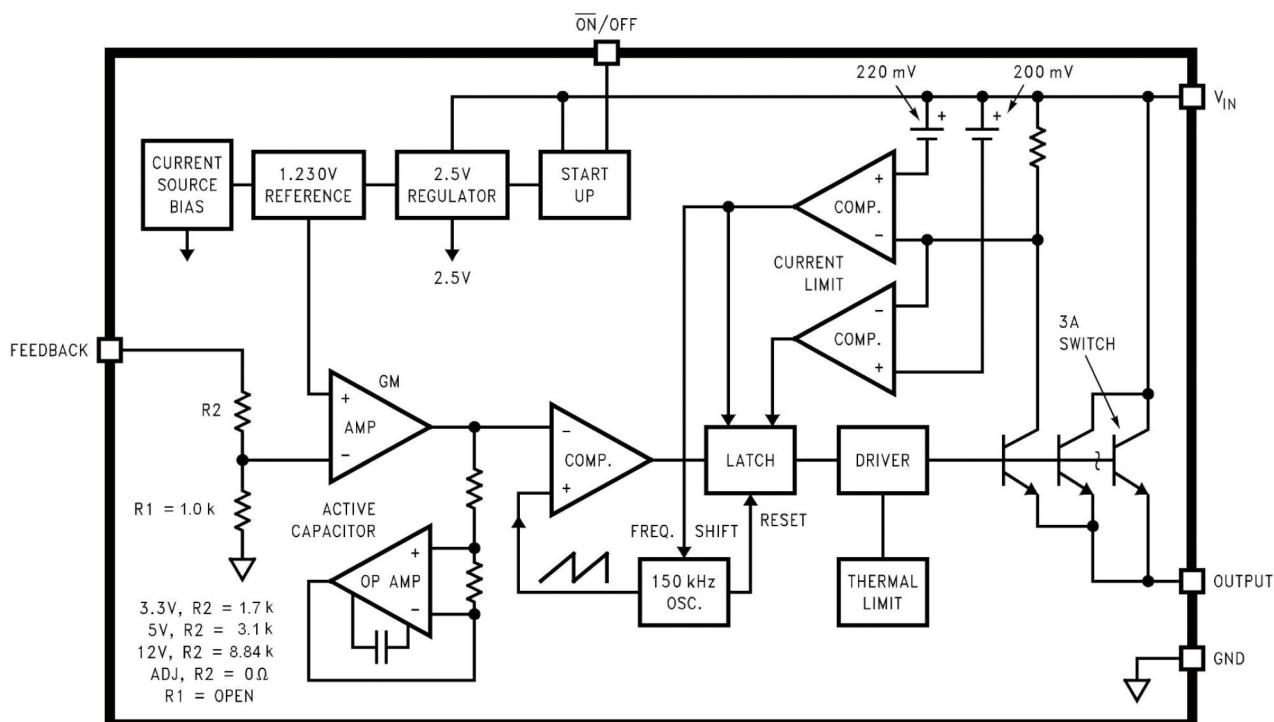 ON/OFF
220 mV
200 mV
VIN
CURRENT
SOURCE
BIAS
1.230V
REFERENCE
2.5V
REGULATOR
START
UP
+
+
+
COMP.
-
2.5V
CURRENT
LIMIT
-
COMP.
+
3A
SWITCH
FEEDBACK
R2
GM
+
AMP
-
-
COMP.
+
LATCH
DRIVER
R1 = 1.0 k
ACTIVE
CAPACITOR
+
OP AMP
-
FREQ. SHIFT
RESET
150 kHz
OSC.
THERMAL
LIMIT
OUTPUT
3.3V, R2 = 1.7 k
5V, R2 = 3.1 k
12V, R2 = 8.84 k
ADJ, R2 = 0Ω
R1 = OPEN
GND